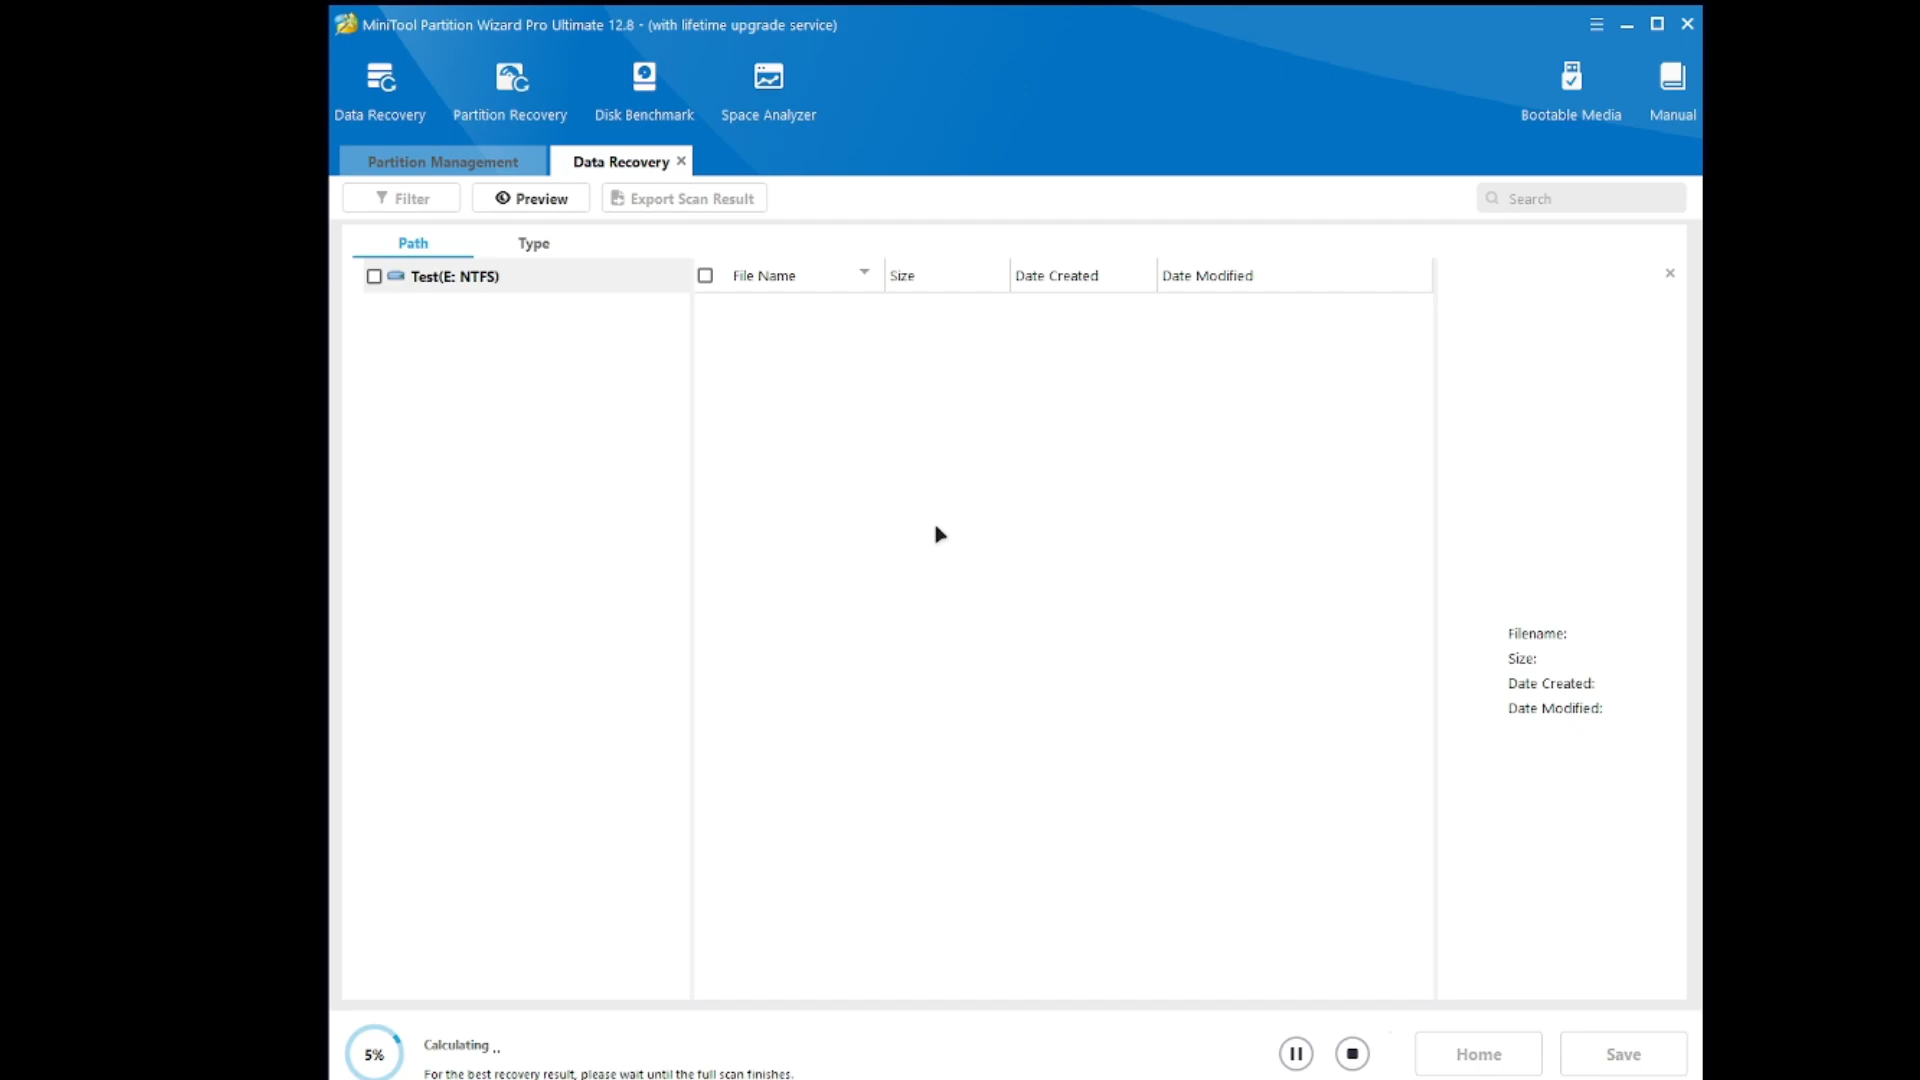 MiniTool Partition Wizard Pro Ultimate 12.8 - (with lifetime upgrade service)
Data Recovery
Partition Recovery
Disk Benchmark
Space Analyzer
Bootable Media
Manual
Partition Management
Data Recovery
Filter
Preview
Export Scan Result
Search
Path
Type
Test(E: NTFS)
File Name
Size
Date Created
Date Modified
Filename:
Size:
Date Created:
Date Modified:
5%
Calculating ..
For the best recovery result, please wait until the full scan finishes.
Home
Save